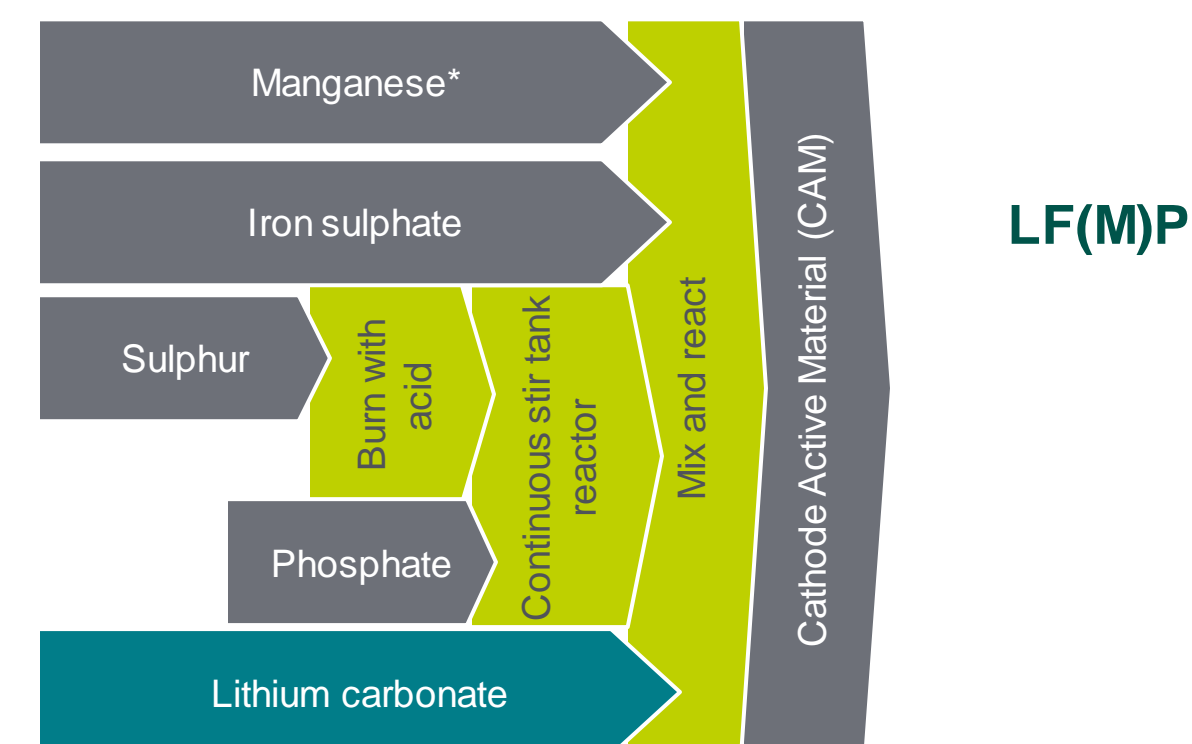 Manganese*
Iron sulphate
Sulphur
Burn with
acid
Phosphate
Continuous stir tank
reactor
Lithium carbonate
Mix and react
Cathode Active Material (CAM)
LF(M)P